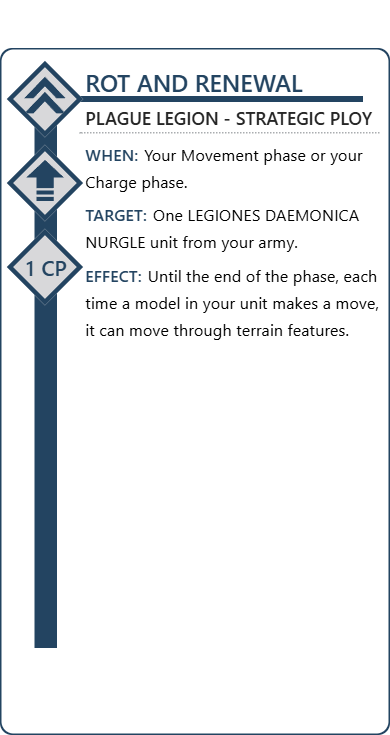 ROT AND RENEWAL
PLAGUE LEGION - STRATEGIC PLOY
WHEN: Your Movement phase or your
Charge phase.
TARGET: One LEGIONES DAEMONICA
NURGLE unit from your army.
1 CP
EFFECT: Until the end of the phase, each
time a model in your unit makes a move,
it can move through terrain features.